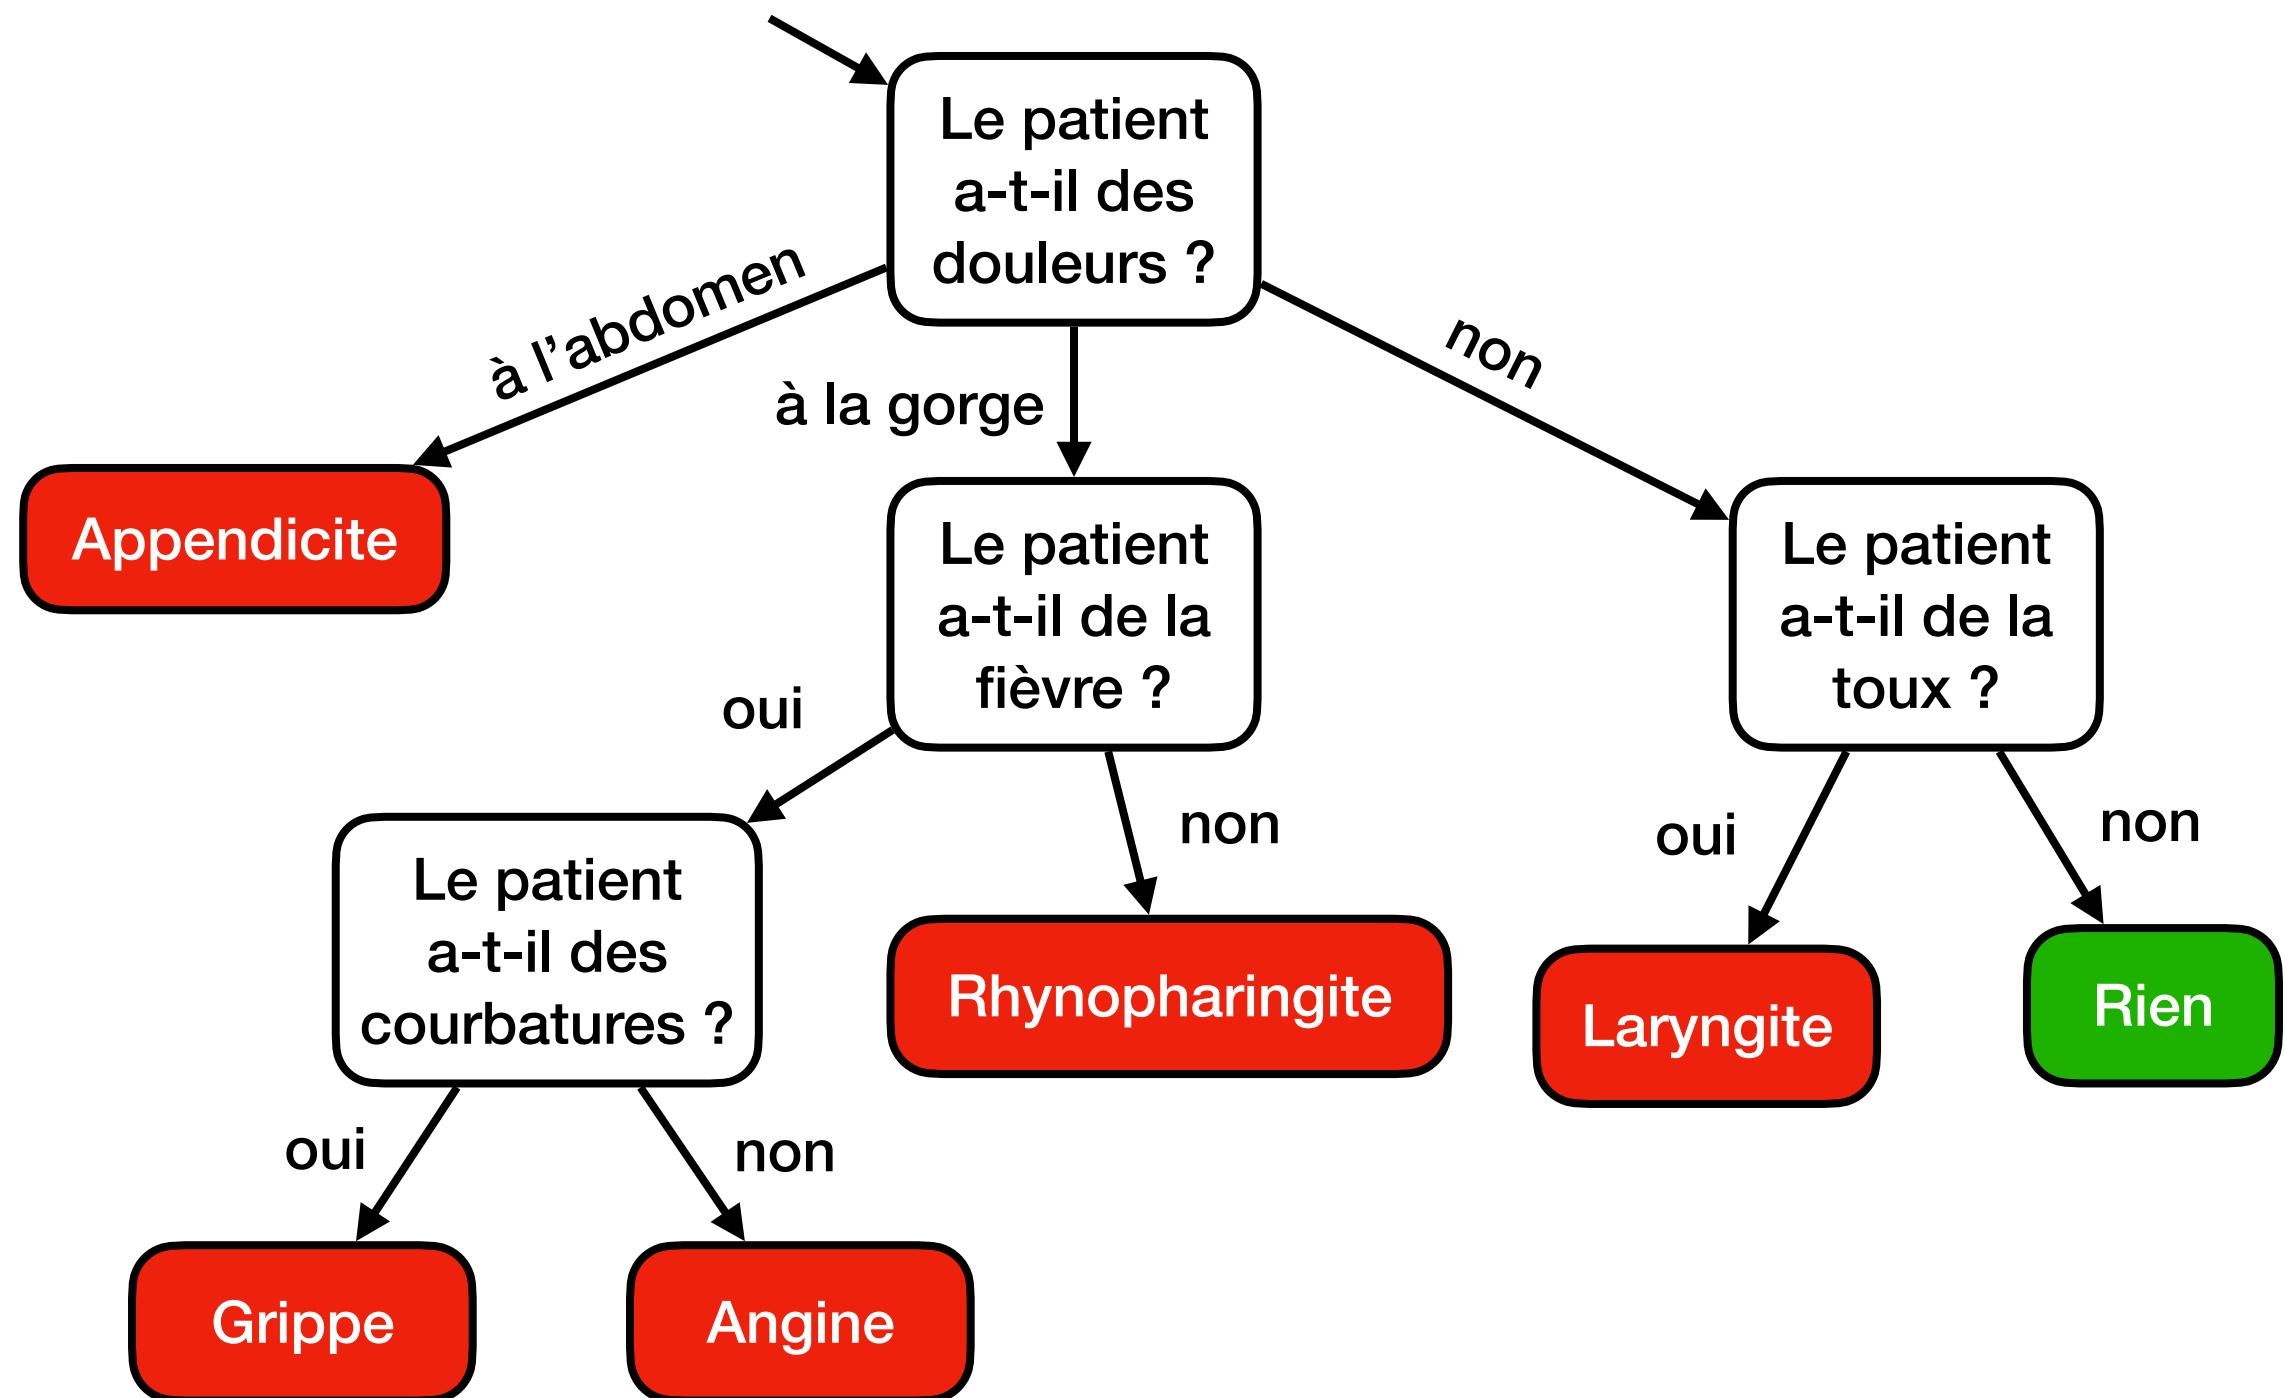 Le patient
a-t-il des
douleurs ?
à l’abdomen
à la gorge
non
Appendicite
Le patient
a-t-il de la
fièvre ?
Le patient
a-t-il de la
toux ?
oui
non
oui
non
Le patient
a-t-il des
courbatures ?
Rhynopharingite
Laryngite
Rien
oui
non
Grippe
Angine